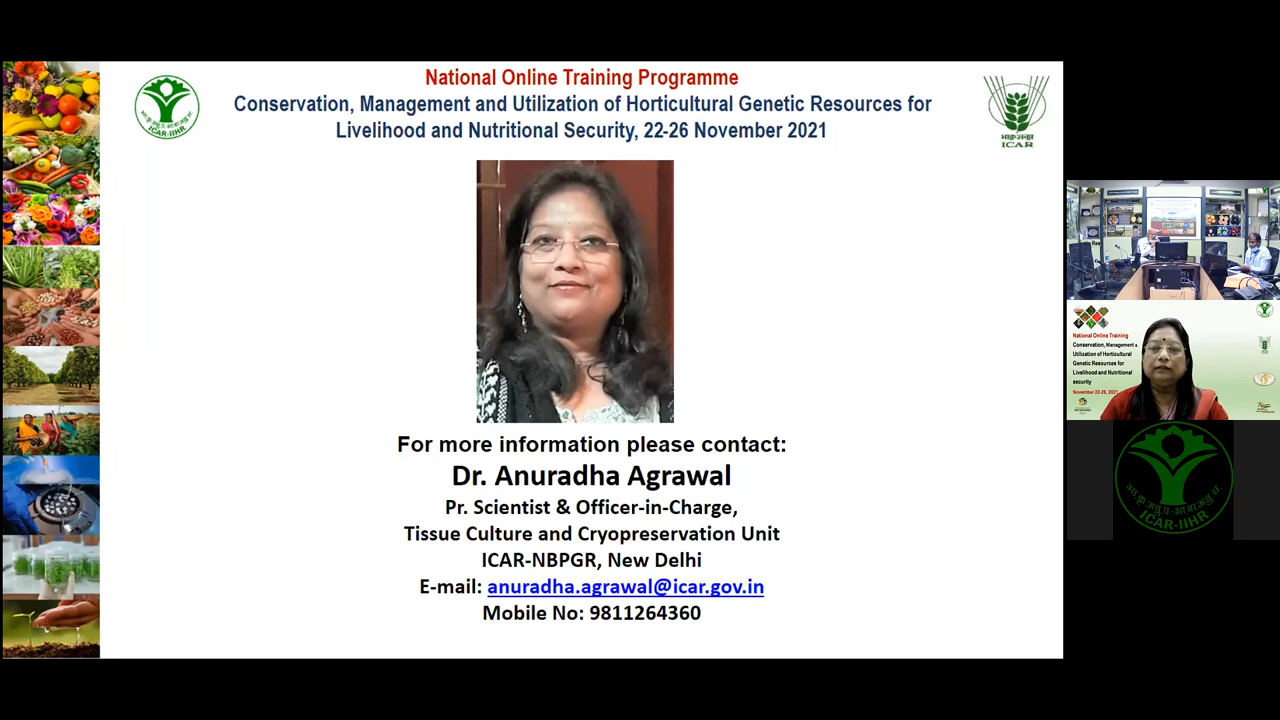 National Online Training Programme
Conservation, Management and Utilization of Horticultural Genetic Resources for
Livelihood and Nutritional Security, 22-26 November 2021
ICAR-IIHR
भाकृअनुप
ICAR
For more information please contact:
Dr. Anuradha Agrawal
Pr. Scientist & Officer-in-Charge,
Tissue Culture and Cryopreservation Unit
ICAR-NBPGR, New Delhi
E-mail: anuradha.agrawal@icar.gov.in
Mobile No: 9811264360
National Online Training
Conservation, Management &
Utilization of Horticultural
Genetic Resources for
Livelihood and Nutritional
security
November 22-26, 2021
ICAR-IIHR